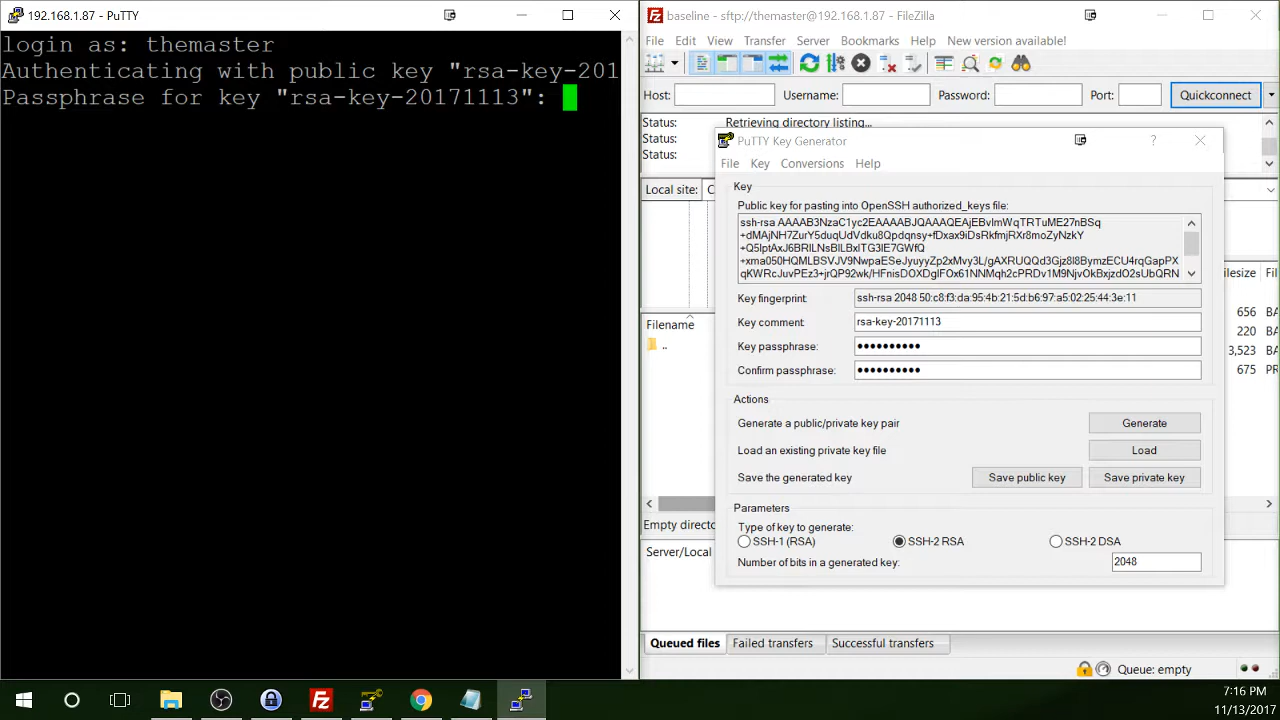 192.168.1.87 - PuTTY
login as: themaster
Authenticating with public key "rsa-key-201
Passphrase for key "rsa-key-20171113":
baseline - sftp://themaster@192.168.1.87 - FileZilla
File Edit View Transfer Server Bookmarks Help New version available!
Host: Username: Password: Port: Quickconnect
Status: Retrieving directory listing...
Status:
Status:
Local site: C
Filename
..
Empty directo
Server/Local
PuTTY Key Generator
File Key Conversions Help
Key
Public key for pasting into OpenSSH authorized_keys file:
Key fingerprint: ssh-rsa 2048 50:c8:f3:da:95:4b:21:5d:b6:97:a5:02:25:44:3e:11
Key comment: rsa-key-20171113
Key passphrase: ●●●●●●●●●●
Confirm passphrase: ●●●●●●●●●●
Actions
Generate a public/private key pair Generate
Load an existing private key file Load
Save the generated key Save public key Save private key
Parameters
Type of key to generate:
SSH-1 (RSA) SSH-2 RSA SSH-2 DSA
Number of bits in a generated key: 2048
ilesize Fi
656 BA
220 BA
3,523 BA
675 PR
Queued files Failed transfers Successful transfers
Queue: empty
7:16 PM
11/13/2017